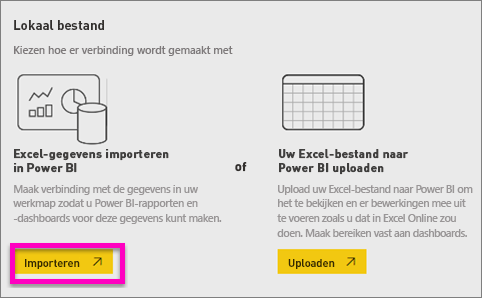 Lokaal bestand
Kiezen hoe er verbinding wordt gemaakt met
Excel-gegevens importeren
in Power BI
Maak verbinding met de gegevens in uw
werkmap zodat u Power BI-rapporten en
-dashboards voor deze gegevens kunt maken.
Importeren
of
Uw Excel-bestand naar
Power BI uploaden
Upload uw Excel-bestand naar Power BI om
het te bekijken en er bewerkingen mee uit
te voeren zoals u dat in Excel Online zou
doen. Maak bereiken vast aan dashboards.
Uploaden